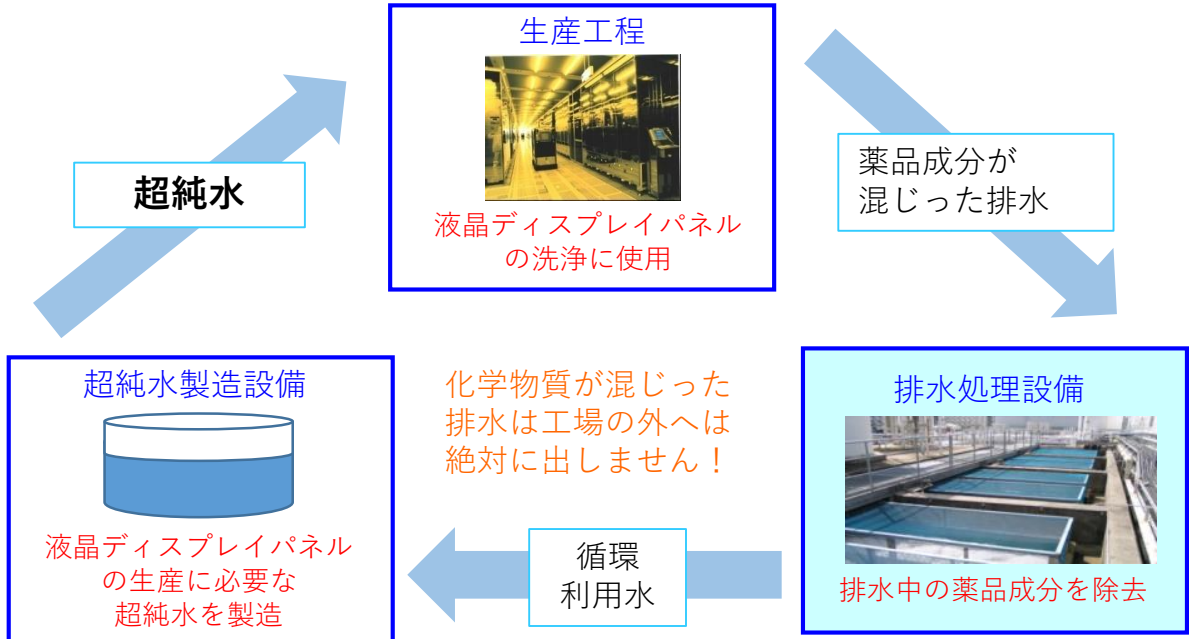 生産工程
液晶ディスプレイパネル
の洗浄に使用
超純水
薬品成分が
混じった排水
超純水製造設備
液晶ディスプレイパネル
の生産に必要な
超純水を製造
化学物質が混じった
排水は工場の外へは
絶対に出しません！
排水処理設備
排水中の薬品成分を除去
循環
利用水